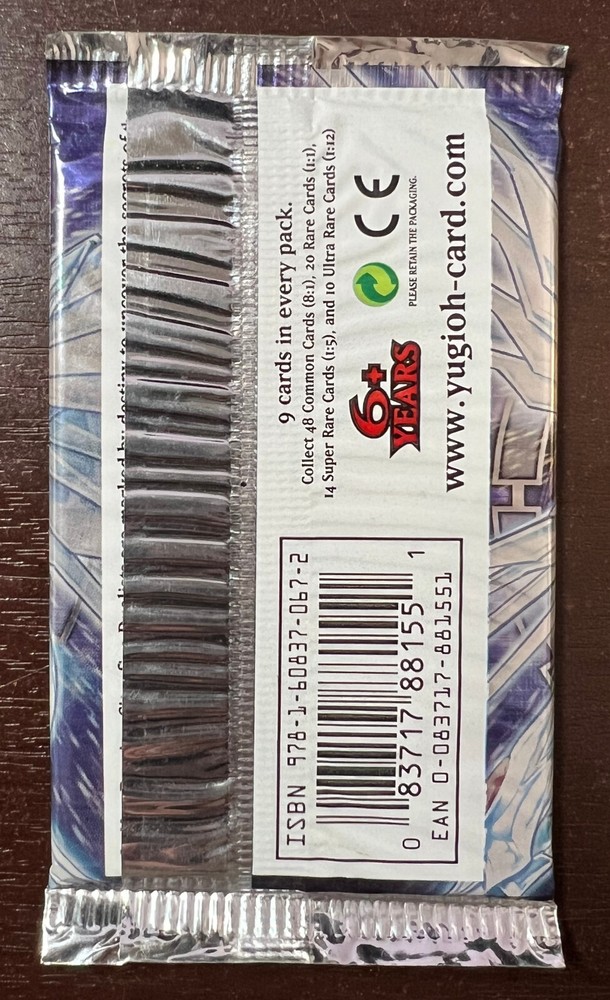 9 cards in every pack.
Collect 48 Common Cards (8:1), 20 Rare Cards (1:1),
14 Super Rare Cards (1:5), and 10 Ultra Rare Cards (1:12)
6+
YEARS
CE
PLEASE RETAIN THE PACKAGING.
www.yugioh-card.com
ISBN 978-1-60837-067-2
0 83717 88155 1
EAN 0-083717-881551